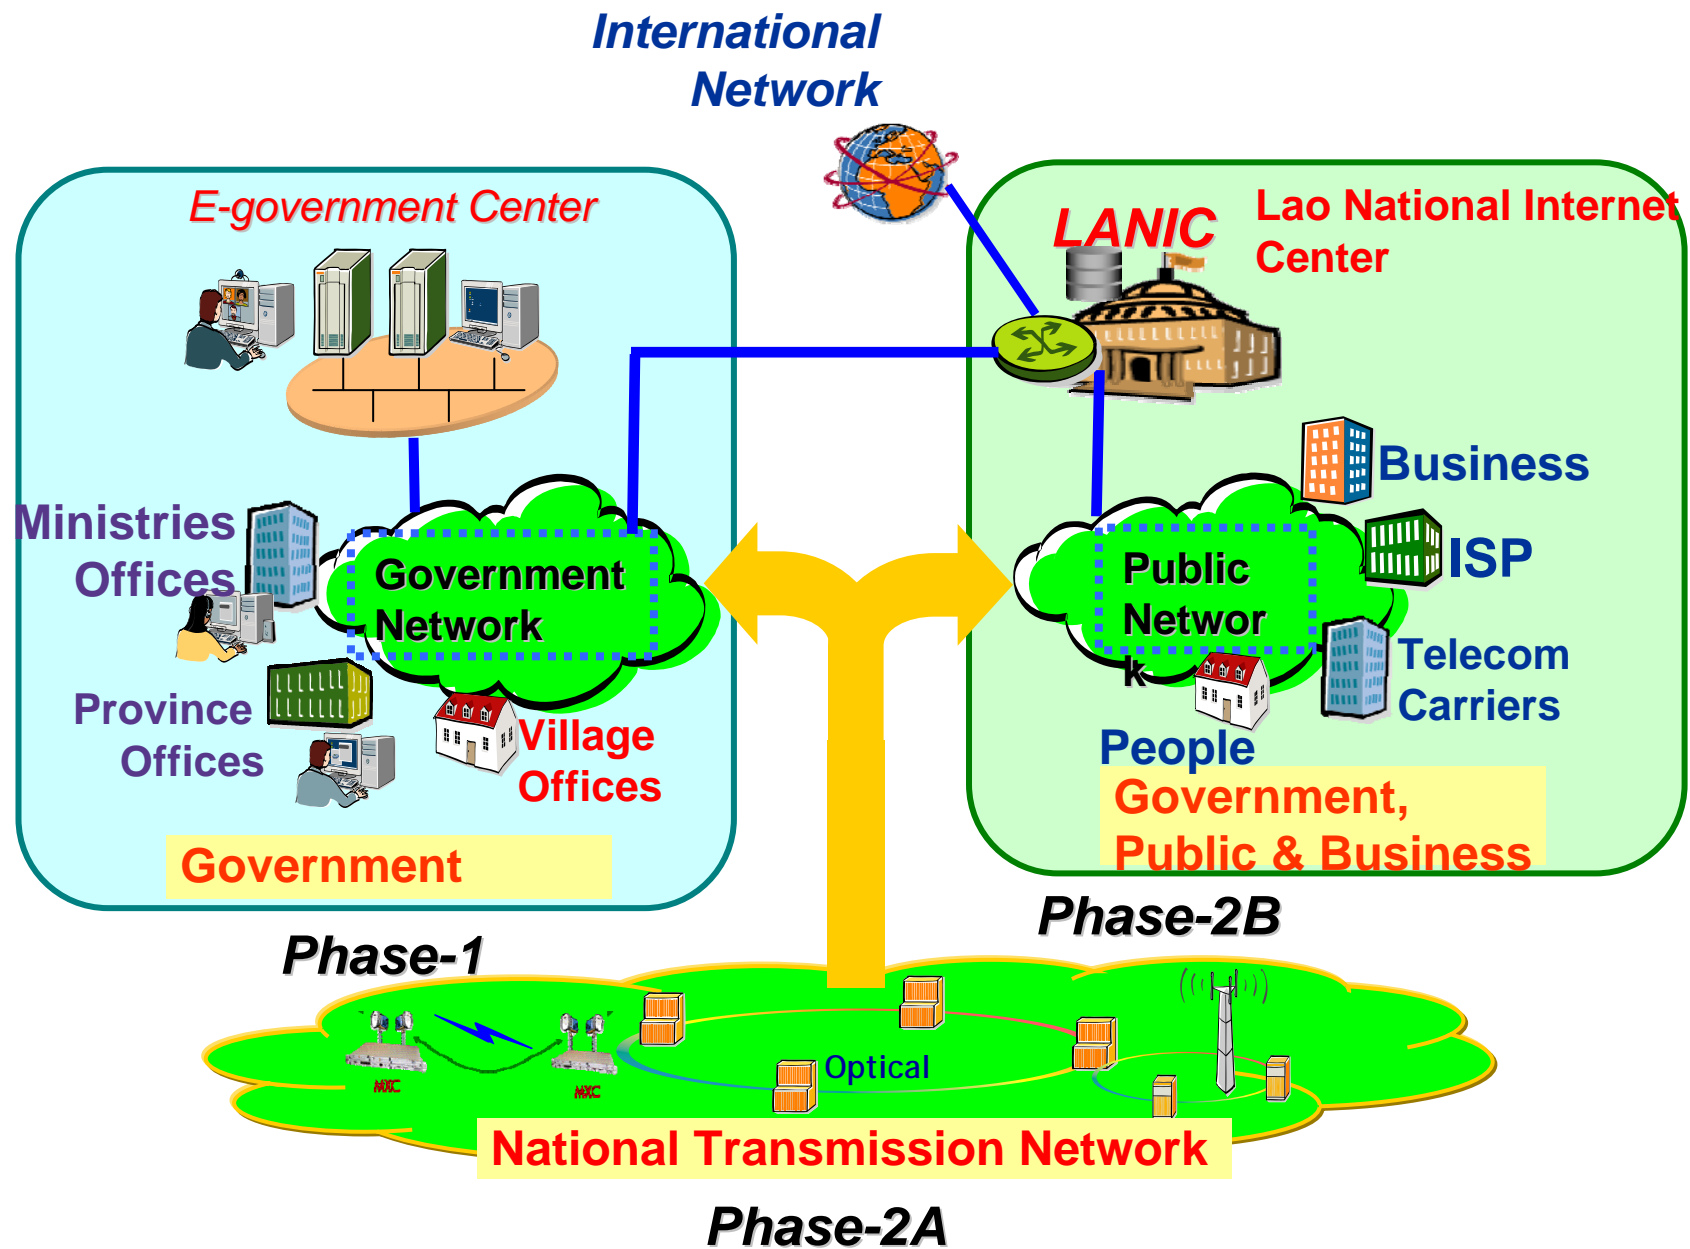 International
Network
E-government Center
LANIC
Lao National Internet
Center
Business
Ministries
Offices
Government
Network
Public
Networ
k
ISP
Telecom
Carriers
Province
Offices
Village
Offices
People
Government
Government,
Public & Business
Phase-1
Phase-2B
MXC
MXC
Optical
National Transmission Network
Phase-2A